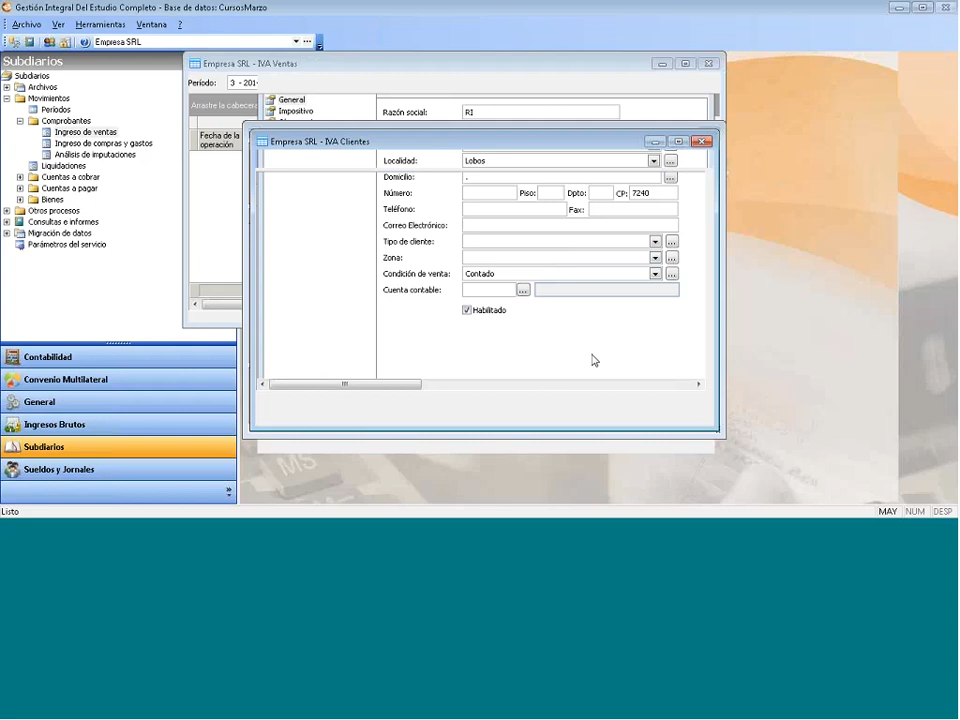 Gestión Integral Del Estudio Completo - Base de datos: CursosMarzo
Archivo Ver Herramientas Ventana ?
Empresa SRL
Subdiarios
Subdiarios
Archivos
Movimientos
Períodos
Comprobantes
Ingreso de ventas
Ingreso de compras y gastos
Análisis de imputaciones
Liquidaciones
Cuentas a cobrar
Cuentas a pagar
Bienes
Otros procesos
Consultas e informes
Migración de datos
Parámetros del servicio
Contabilidad
Convenio Multilateral
General
Ingresos Brutos
Subdiarios
Sueldos y Jornales
Listo
Empresa SRL - IVA Ventas
Período: 3 - 201
Arrastre la cabecera
Fecha de la
operación
General
Impositivo
Razón social: RI
Empresa SRL - IVA Clientes
Localidad: Lobos
Domicilio: .
Número: Piso: Dpto: CP: 7240
Teléfono: Fax:
Correo Electrónico:
Tipo de cliente:
Zona:
Condición de venta: Contado
Cuenta contable:
Habilitado
MAY NUM DESP